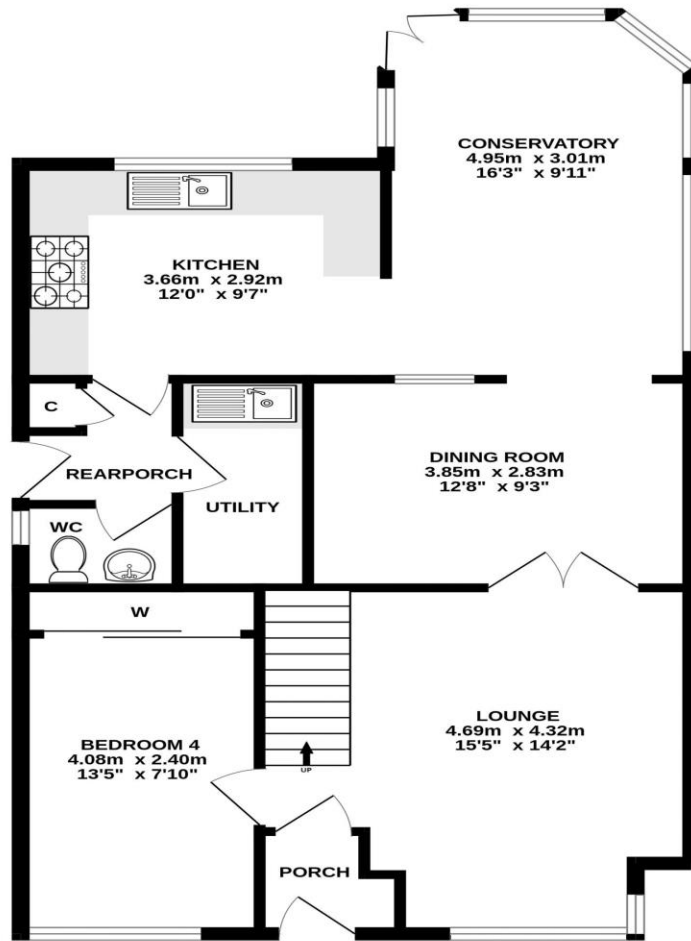 CONSERVATORY
4.95m x 3.01m
16'3" x 9'11"
KITCHEN
3.66m x 2.92m
12'0" x 9'7"
C
REARPORCH
WC
UTILITY
DINING ROOM
3.85m x 2.83m
12'8" x 9'3"
W
BEDROOM 4
4.08m x 2.40m
13'5" x 7'10"
UP
LOUNGE
4.69m x 4.32m
15'5" x 14'2"
PORCH